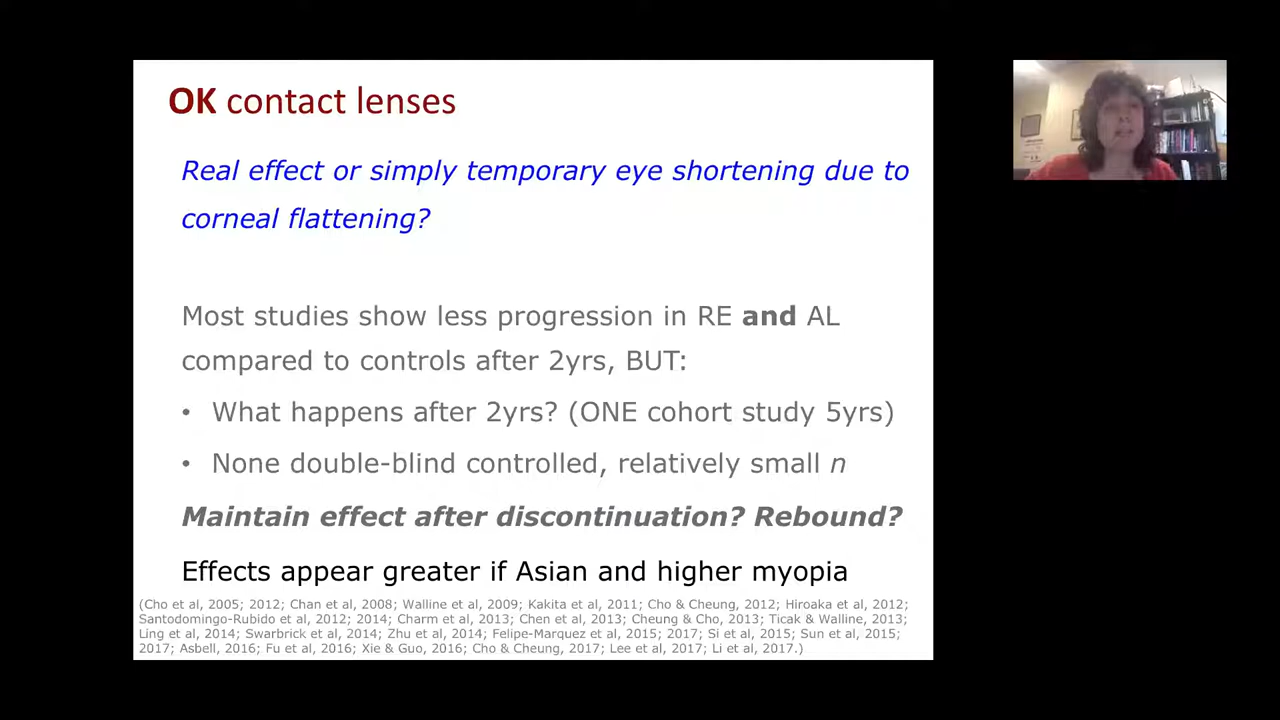 OK contact lenses
Real effect or simply temporary eye shortening due to
corneal flattening?
Most studies show less progression in RE and AL
compared to controls after 2yrs, BUT:
• What happens after 2yrs? (ONE cohort study 5yrs)
• None double-blind controlled, relatively small n
Maintain effect after discontinuation? Rebound?
Effects appear greater if Asian and higher myopia
(Cho et al, 2005; 2012; Chan et al, 2008; Walline et al, 2009; Kakita et al, 2011; Cho & Cheung, 2012; Hiroaka et al, 2012;
Santodomingo-Rubido et al, 2012; 2014; Charm et al, 2013; Chen et al, 2013; Cheung & Cho, 2013; Ticak & Walline, 2013;
Ling et al, 2014; Swarbrick et al, 2014; Zhu et al, 2014; Felipe-Marquez et al, 2015; 2017; Si et al, 2015; Sun et al, 2015;
2017; Asbell, 2016; Fu et al, 2016; Xie & Guo, 2016; Cho & Cheung, 2017; Lee et al, 2017; Li et al, 2017.)